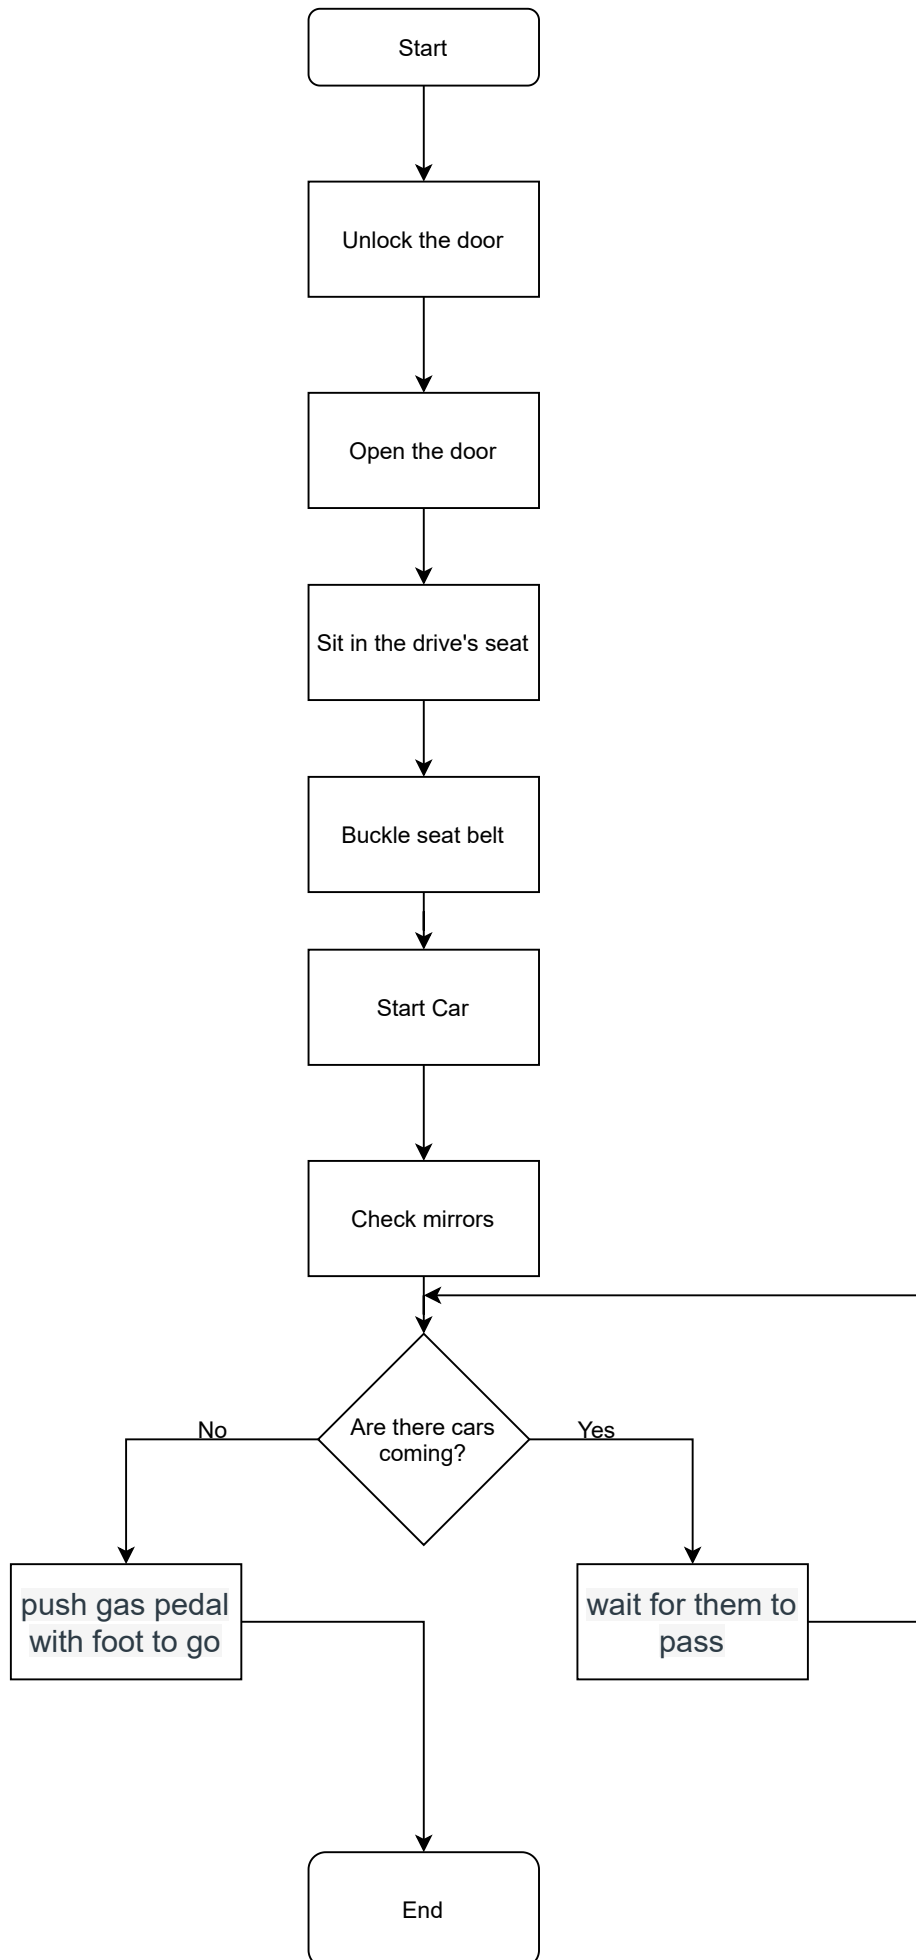 Start
Unlock the door
Open the door
Sit in the drive's seat
Buckle seat belt
Start Car
Check mirrors
Are there cars
coming?
No
Yes
push gas pedal
with foot to go
wait for them to
pass
End